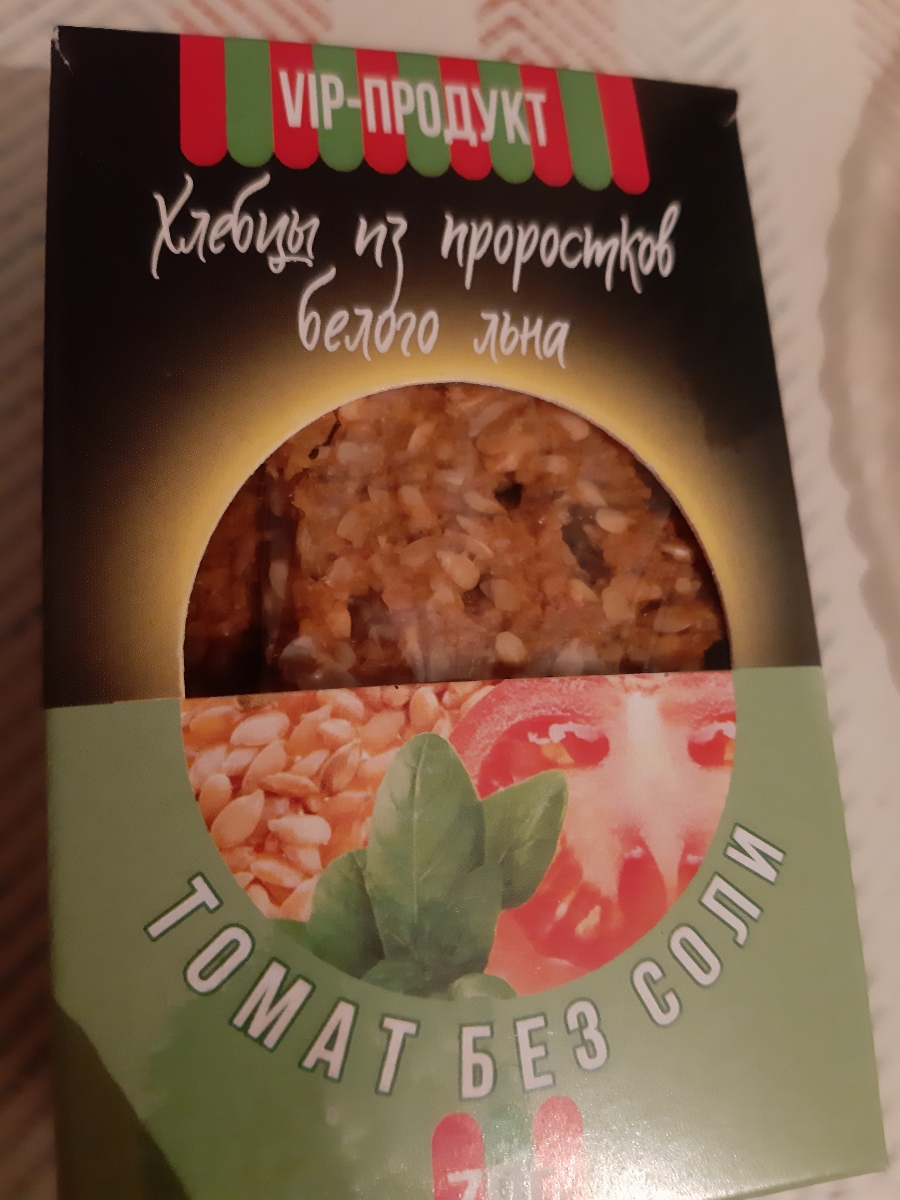 VIP-ПРОДУКТ
Хлебцы из проростков
белого льна
ТОМАТ БЕЗ СОЛИ